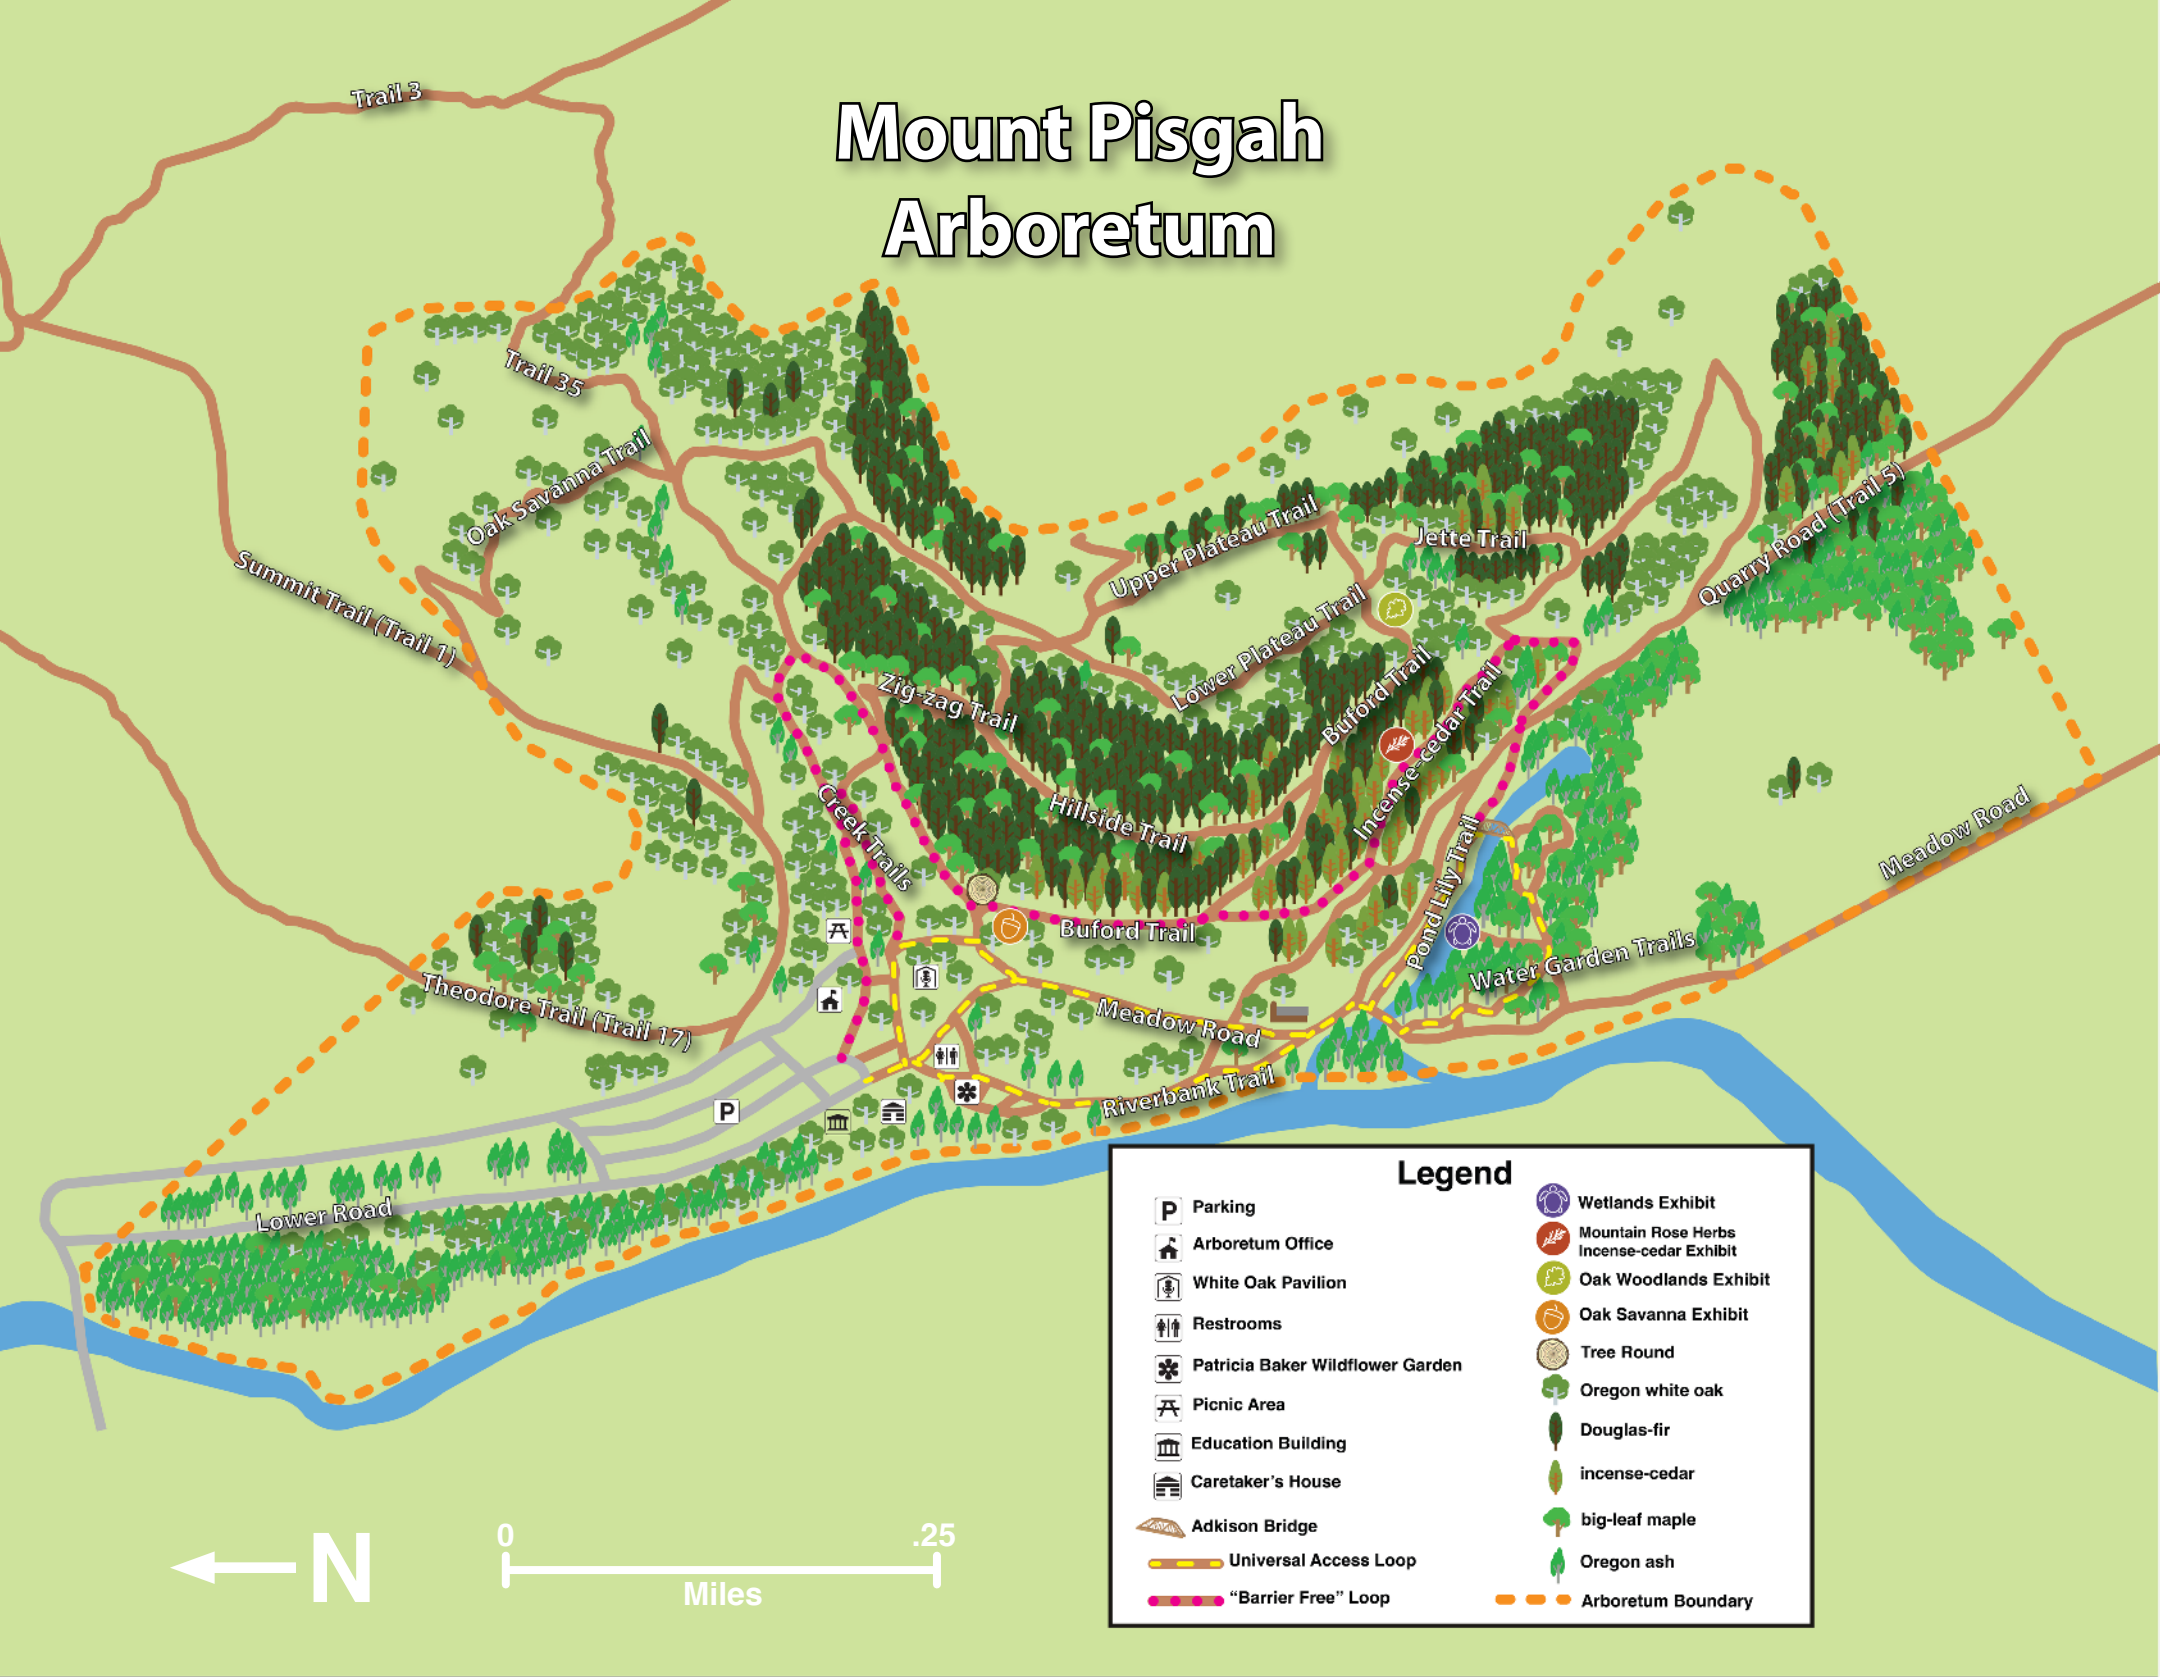 Mount Pisgah
Arboretum
Trail 3
Trail 35
Oak Savanna Trail
Summit Trail (Trail 1)
Upper Plateau Trail
Jette Trail
Quarry Road (Trail 5)
Lower Plateau Trail
Zig-zag Trail
Buford Trail
Incense-cedar Trail
Hillside Trail
Creek Trails
Pond Lily Trail
Meadow Road
Buford Trail
Water Garden Trails
Theodore Trail (Trail 17)
Meadow Road
Riverbank Trail
P
Lower Road
Legend
P
Parking
Arboretum Office
White Oak Pavilion
Restrooms
Patricia Baker Wildflower Garden
Picnic Area
Education Building
Caretaker's House
Adkison Bridge
Universal Access Loop
“Barrier Free” Loop
Wetlands Exhibit
Mountain Rose Herbs
Incense-cedar Exhibit
Oak Woodlands Exhibit
Oak Savanna Exhibit
Tree Round
Oregon white oak
Douglas-fir
incense-cedar
big-leaf maple
Oregon ash
Arboretum Boundary
N
0 .25
Miles